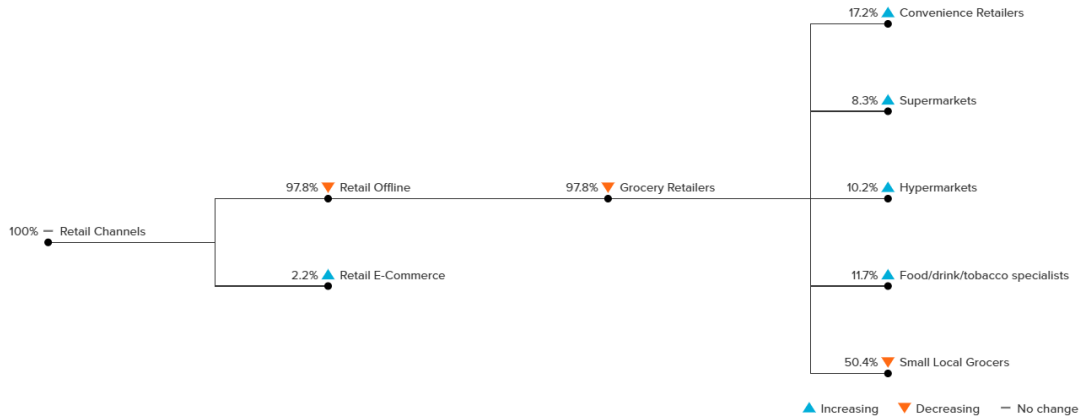 17.2% Convenience Retailers
8.3% Supermarkets
97.8% Retail Offline
97.8% Grocery Retailers
10.2% Hypermarkets
100% Retail Channels
2.2% Retail E-Commerce
11.7% Food/drink/tobacco specialists
50.4% Small Local Grocers
Increasing
Decreasing
No change